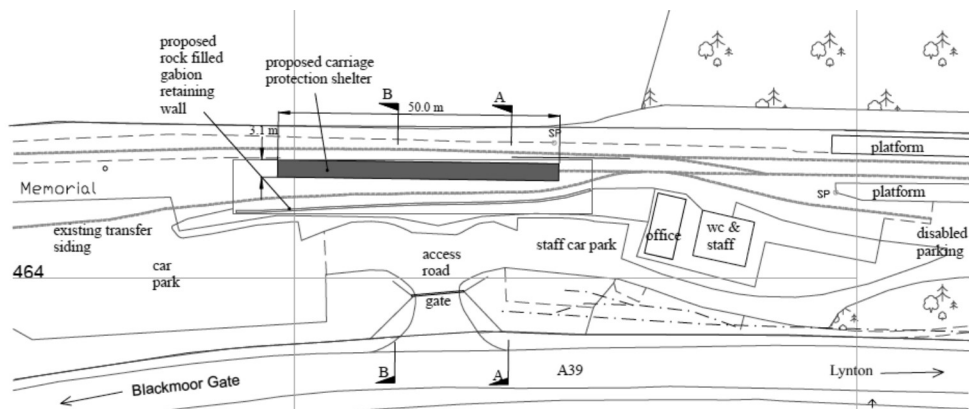 proposed
rock filled
gabion
retaining
wall
proposed carriage
protection shelter
B
A
50.0 m
3.1 m
SP
platform
Memorial
SP
platform
existing transfer
siding
office
wc &
staff
disabled
parking
staff car park
access
road
464
car
park
gate
B
A
A39
Blackmoor Gate
Lynton